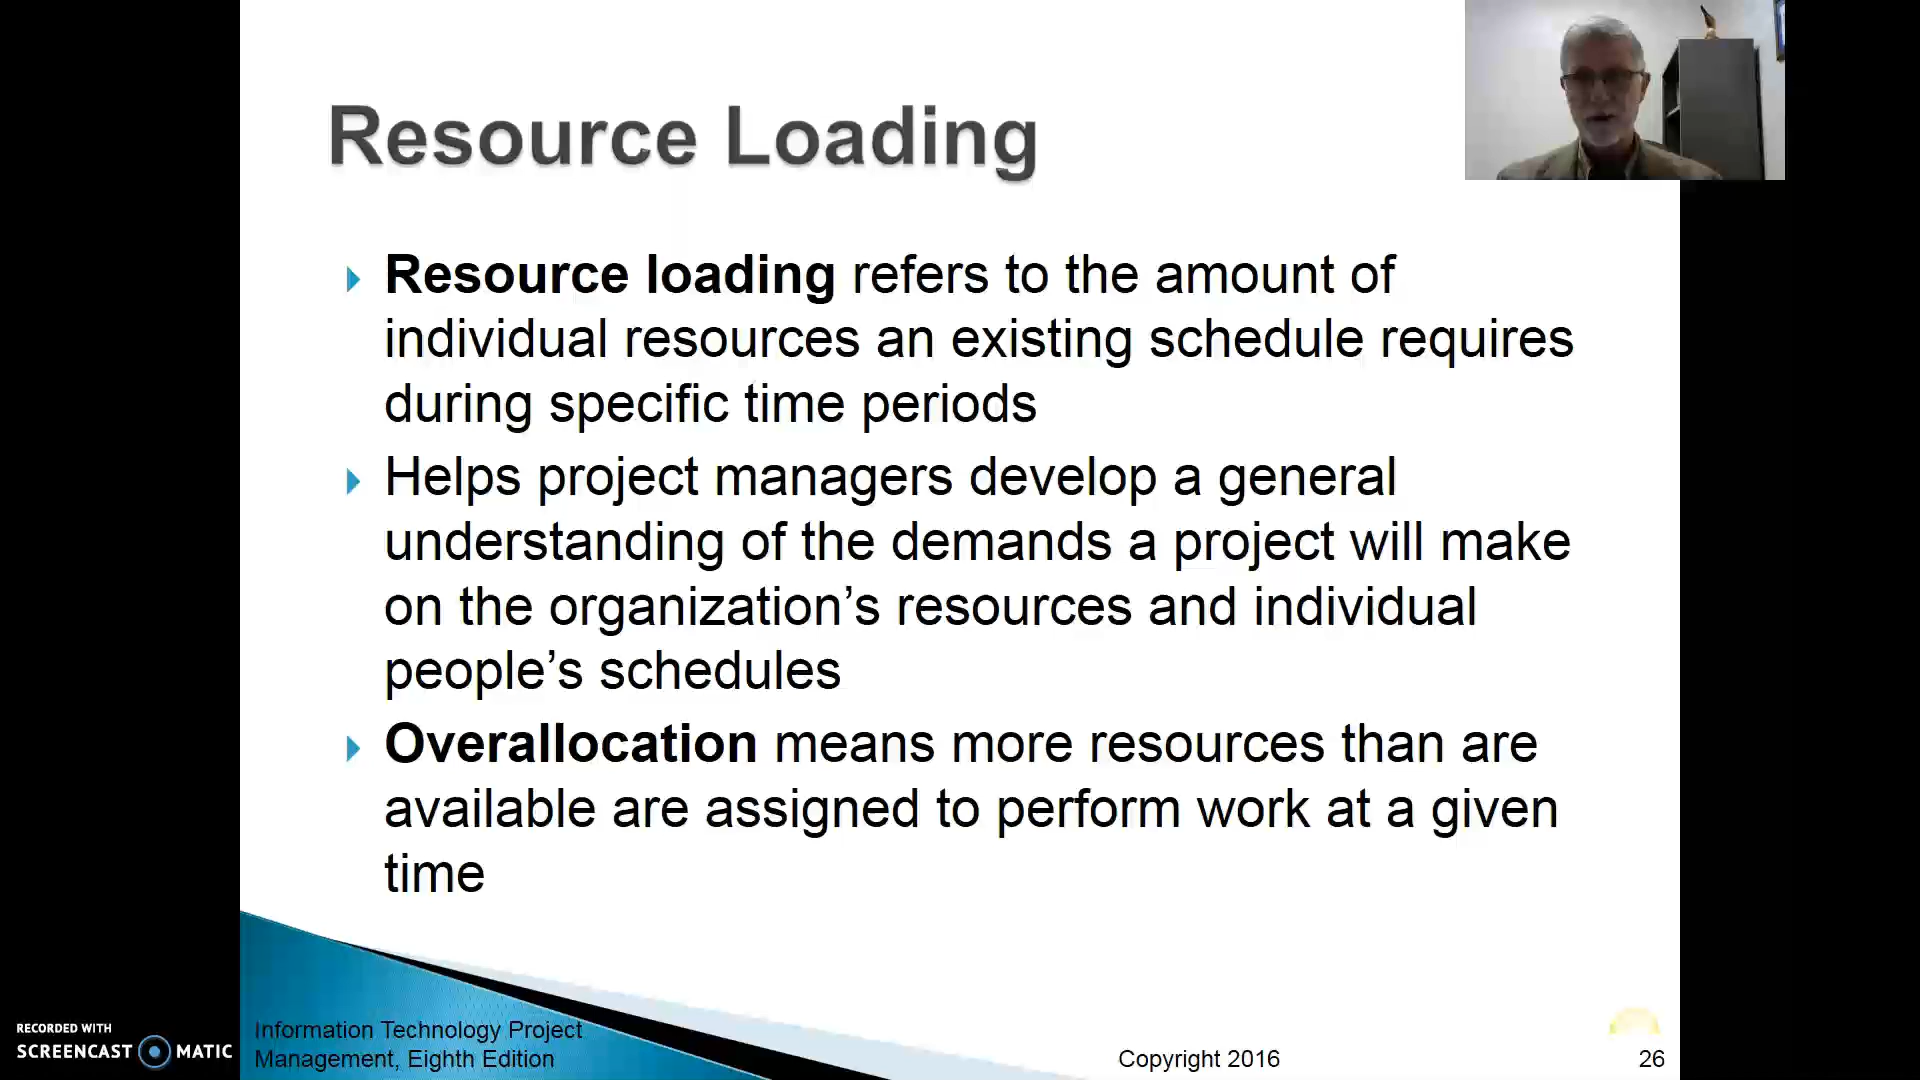 Resource Loading
Resource loading refers to the amount of
individual resources an existing schedule requires
during specific time periods
Helps project managers develop a general
understanding of the demands a project will make
on the organization’s resources and individual
people’s schedules
Overallocation means more resources than are
available are assigned to perform work at a given
time
RECORDED WITH
SCREENCAST MATIC
Information Technology Project
Management, Eighth Edition
Copyright 2016
26